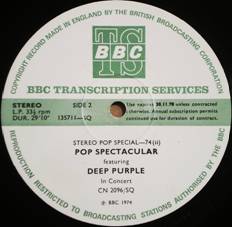 COPYRIGHT RECORD MADE IN ENGLAND BY THE BRITISH BROADCASTING CORPORATION
TS
BBC
BBC TRANSCRIPTION SERVICES
STEREO
L.P. 33⅓ rpm
DUR. 29'10"
SIDE 2
135711—SQ
Use expires 30.11.78 unless contracted
otherwise. Annual subscription permits
continued use for duration of contract.
STEREO POP SPECIAL—74 (ii)
POP SPECTACULAR
featuring
DEEP PURPLE
In Concert
CN 2096/SQ
℗ BBC 1974
REPRODUCTION RESTRICTED TO BROADCASTING STATIONS AUTHORISED BY THE BBC